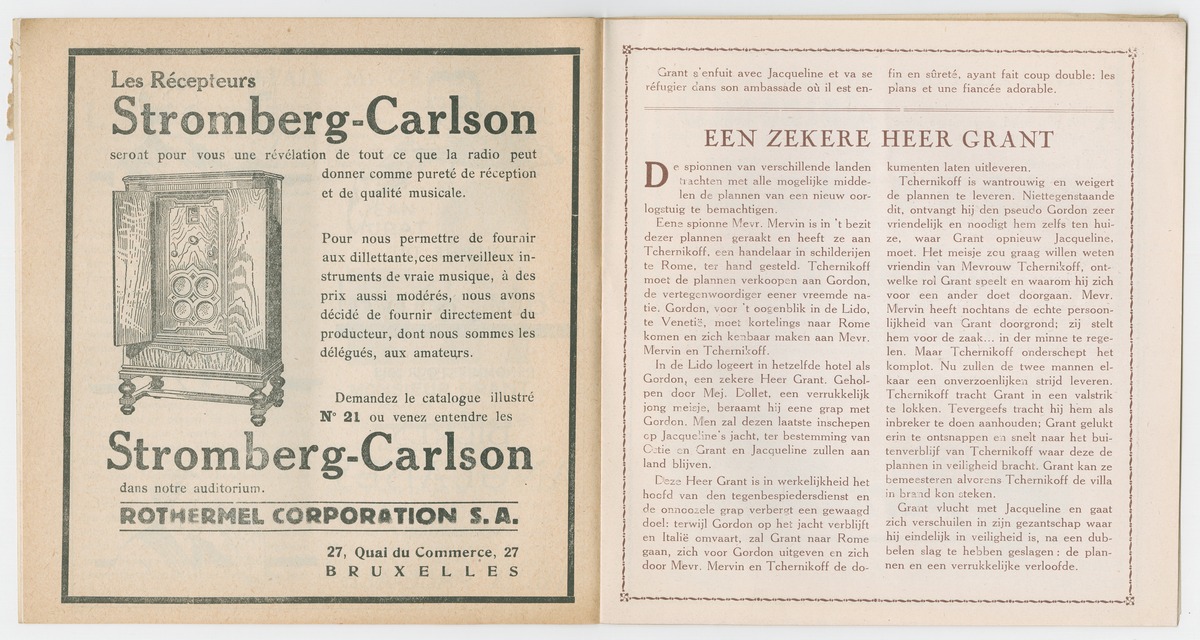 Les Récepteurs
Stromberg-Carlson
seront pour vous une révélation de tout ce que la radio peut
donner comme pureté de réception
et de qualité musicale.
Pour nous permettre de fournir
aux dillettante,ces merveilleux in-
struments de vraie musique, à des
prix aussi modérés, nous avons
décidé de fournir directement du
producteur, dont nous sommes les
délégués, aux amateurs.
Demandez le catalogue illustré
N° 21 ou venez entendre les
Stromberg-Carlson
dans notre auditorium.
ROTHERMEL CORPORATION S. A.
27, Quai du Commerce, 27
BRUXELLES
Grant s'enfuit avec Jacqueline et va se
réfugier dans son ambassade où il est en-
fin en sûreté, ayant fait coup double: les
plans et une fiancée adorable.
EEN ZEKERE HEER GRANT
De spionnen van verschillende landen
trachten met alle mogelijke midde-
len de plannen van een nieuw oor-
logstuig te bemachtigen.
Eene spionne Mevr. Mervin is in 't bezit
dezer plannen geraakt en heeft ze aan
Tchernikoff, een handelaar in schilderijen
te Rome, ter hand gesteld. Tchernikoff
moet de plannen verkoopen aan Gordon,
de vertegenwoordiger eener vreemde na-
tie. Gordon, voor 't oogenblik in de Lido,
te Venetië, moet kortelings naar Rome
komen en zich kenbaar maken aan Mevr.
Mervin en Tchernikoff.
In de Lido logeert in hetzelfde hotel als
Gordon, een zekere Heer Grant. Gehol-
pen door Mej. Dollet, een verrukkelijk
jong meisje, beraamt hij eene grap met
Gordon. Men zal dezen laatste inschepen
op Jacqueline's jacht, ter bestemming van
Ostie en Grant en Jacqueline zullen aan
land blijven.
Deze Heer Grant is in werkelijkheid het
hoofd van den tegenbespiedersdienst en
de onnoozele grap verbergt een gewaagd
doel: terwijl Gordon op het jacht verblijft
en Italië omvaart, zal Grant naar Rome
gaan, zich voor Gordon uitgeven en zich
door Mevr. Mervin en Tchernikoff de do-
kumenten laten uitleveren.
Tchernikoff is wantrouwig en weigert
de plannen te leveren. Niettegenstaande
dit, ontvangt hij den pseudo Gordon zeer
vriendelijk en noodigt hem zelfs ten hui-
ze, waar Grant opnieuw Jacqueline,
moet. Het meisje zou graag willen weten
vriendin van Mevrouw Tchernikoff, ont-
welke rol Grant speelt en waarom hij zich
voor een ander doet doorgaan. Mevr.
Mervin heeft nochtans de echte persoon-
lijkheid van Grant doorgrond; zij stelt
hem voor de zaak... in der minne te rege-
len. Maar Tchernikoff onderschept het
komplot. Nu zullen de twee mannen el-
kaar een onverzoenlijken strijd leveren.
Tchernikoff tracht Grant in een valstrik
te lokken. Tevergeefs tracht hij hem als
inbreker te doen aanhouden; Grant gelukt
erin te ontsnappen en snelt naar het bui-
tenverblijf van Tchernikoff waar deze de
plannen in veiligheid bracht. Grant kan ze
bemeesteren alvorens Tchernikoff de villa
in brand kon steken.
Grant vlucht met Jacqueline en gaat
zich verschuilen in zijn gezantschap waar
hij eindelijk in veiligheid is, na een dub-
belen slag te hebben geslagen : de plan-
nen en een verrukkelijke verloofde.